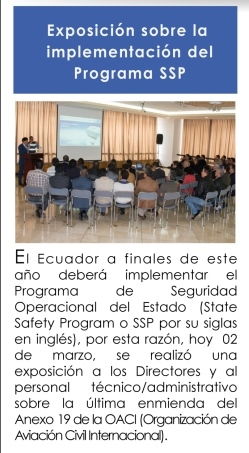 Exposición sobre la
implementación del
Programa SSP
El Ecuador a finales de este
año deberá implementar el
Programa de Seguridad
Operacional del Estado (State
Safety Program o SSP por su siglas
en inglés), por esta razón, hoy 02
de marzo, se realizó una
exposición a los Directores y al
personal técnico/administrativo
sobre la última enmienda del
Anexo 19 de la OACI (Organización de
Aviación Civil Internacional).